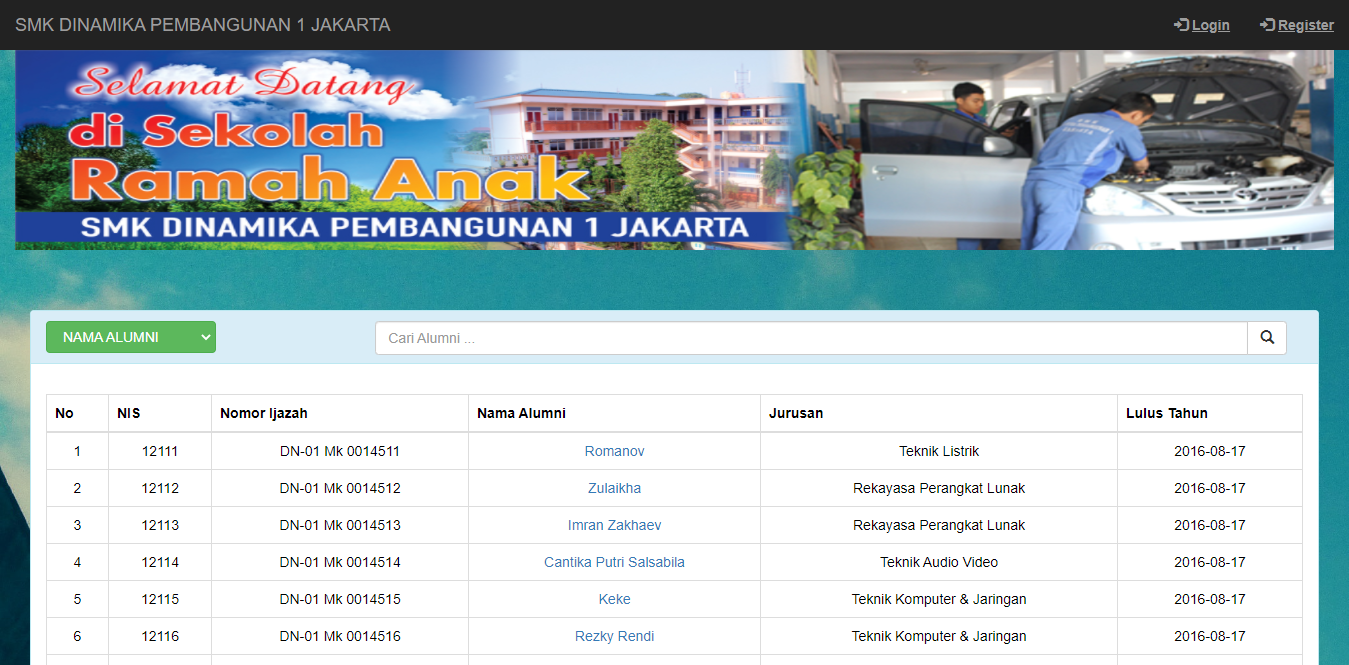 SMK DINAMIKA PEMBANGUNAN 1 JAKARTA Login Register
Selamat Datang
di Sekolah
Ramah Anak
SMK DINAMIKA PEMBANGUNAN 1 JAKARTA
NAMA ALUMNI Cari Alumni ...
No NIS Nomor Ijazah Nama Alumni Jurusan Lulus Tahun
1 12111 DN-01 Mk 0014511 Romanov Teknik Listrik 2016-08-17
2 12112 DN-01 Mk 0014512 Zulaikha Rekayasa Perangkat Lunak 2016-08-17
3 12113 DN-01 Mk 0014513 Imran Zakhaev Rekayasa Perangkat Lunak 2016-08-17
4 12114 DN-01 Mk 0014514 Cantika Putri Salsabila Teknik Audio Video 2016-08-17
5 12115 DN-01 Mk 0014515 Keke Teknik Komputer & Jaringan 2016-08-17
6 12116 DN-01 Mk 0014516 Rezky Rendi Teknik Komputer & Jaringan 2016-08-17